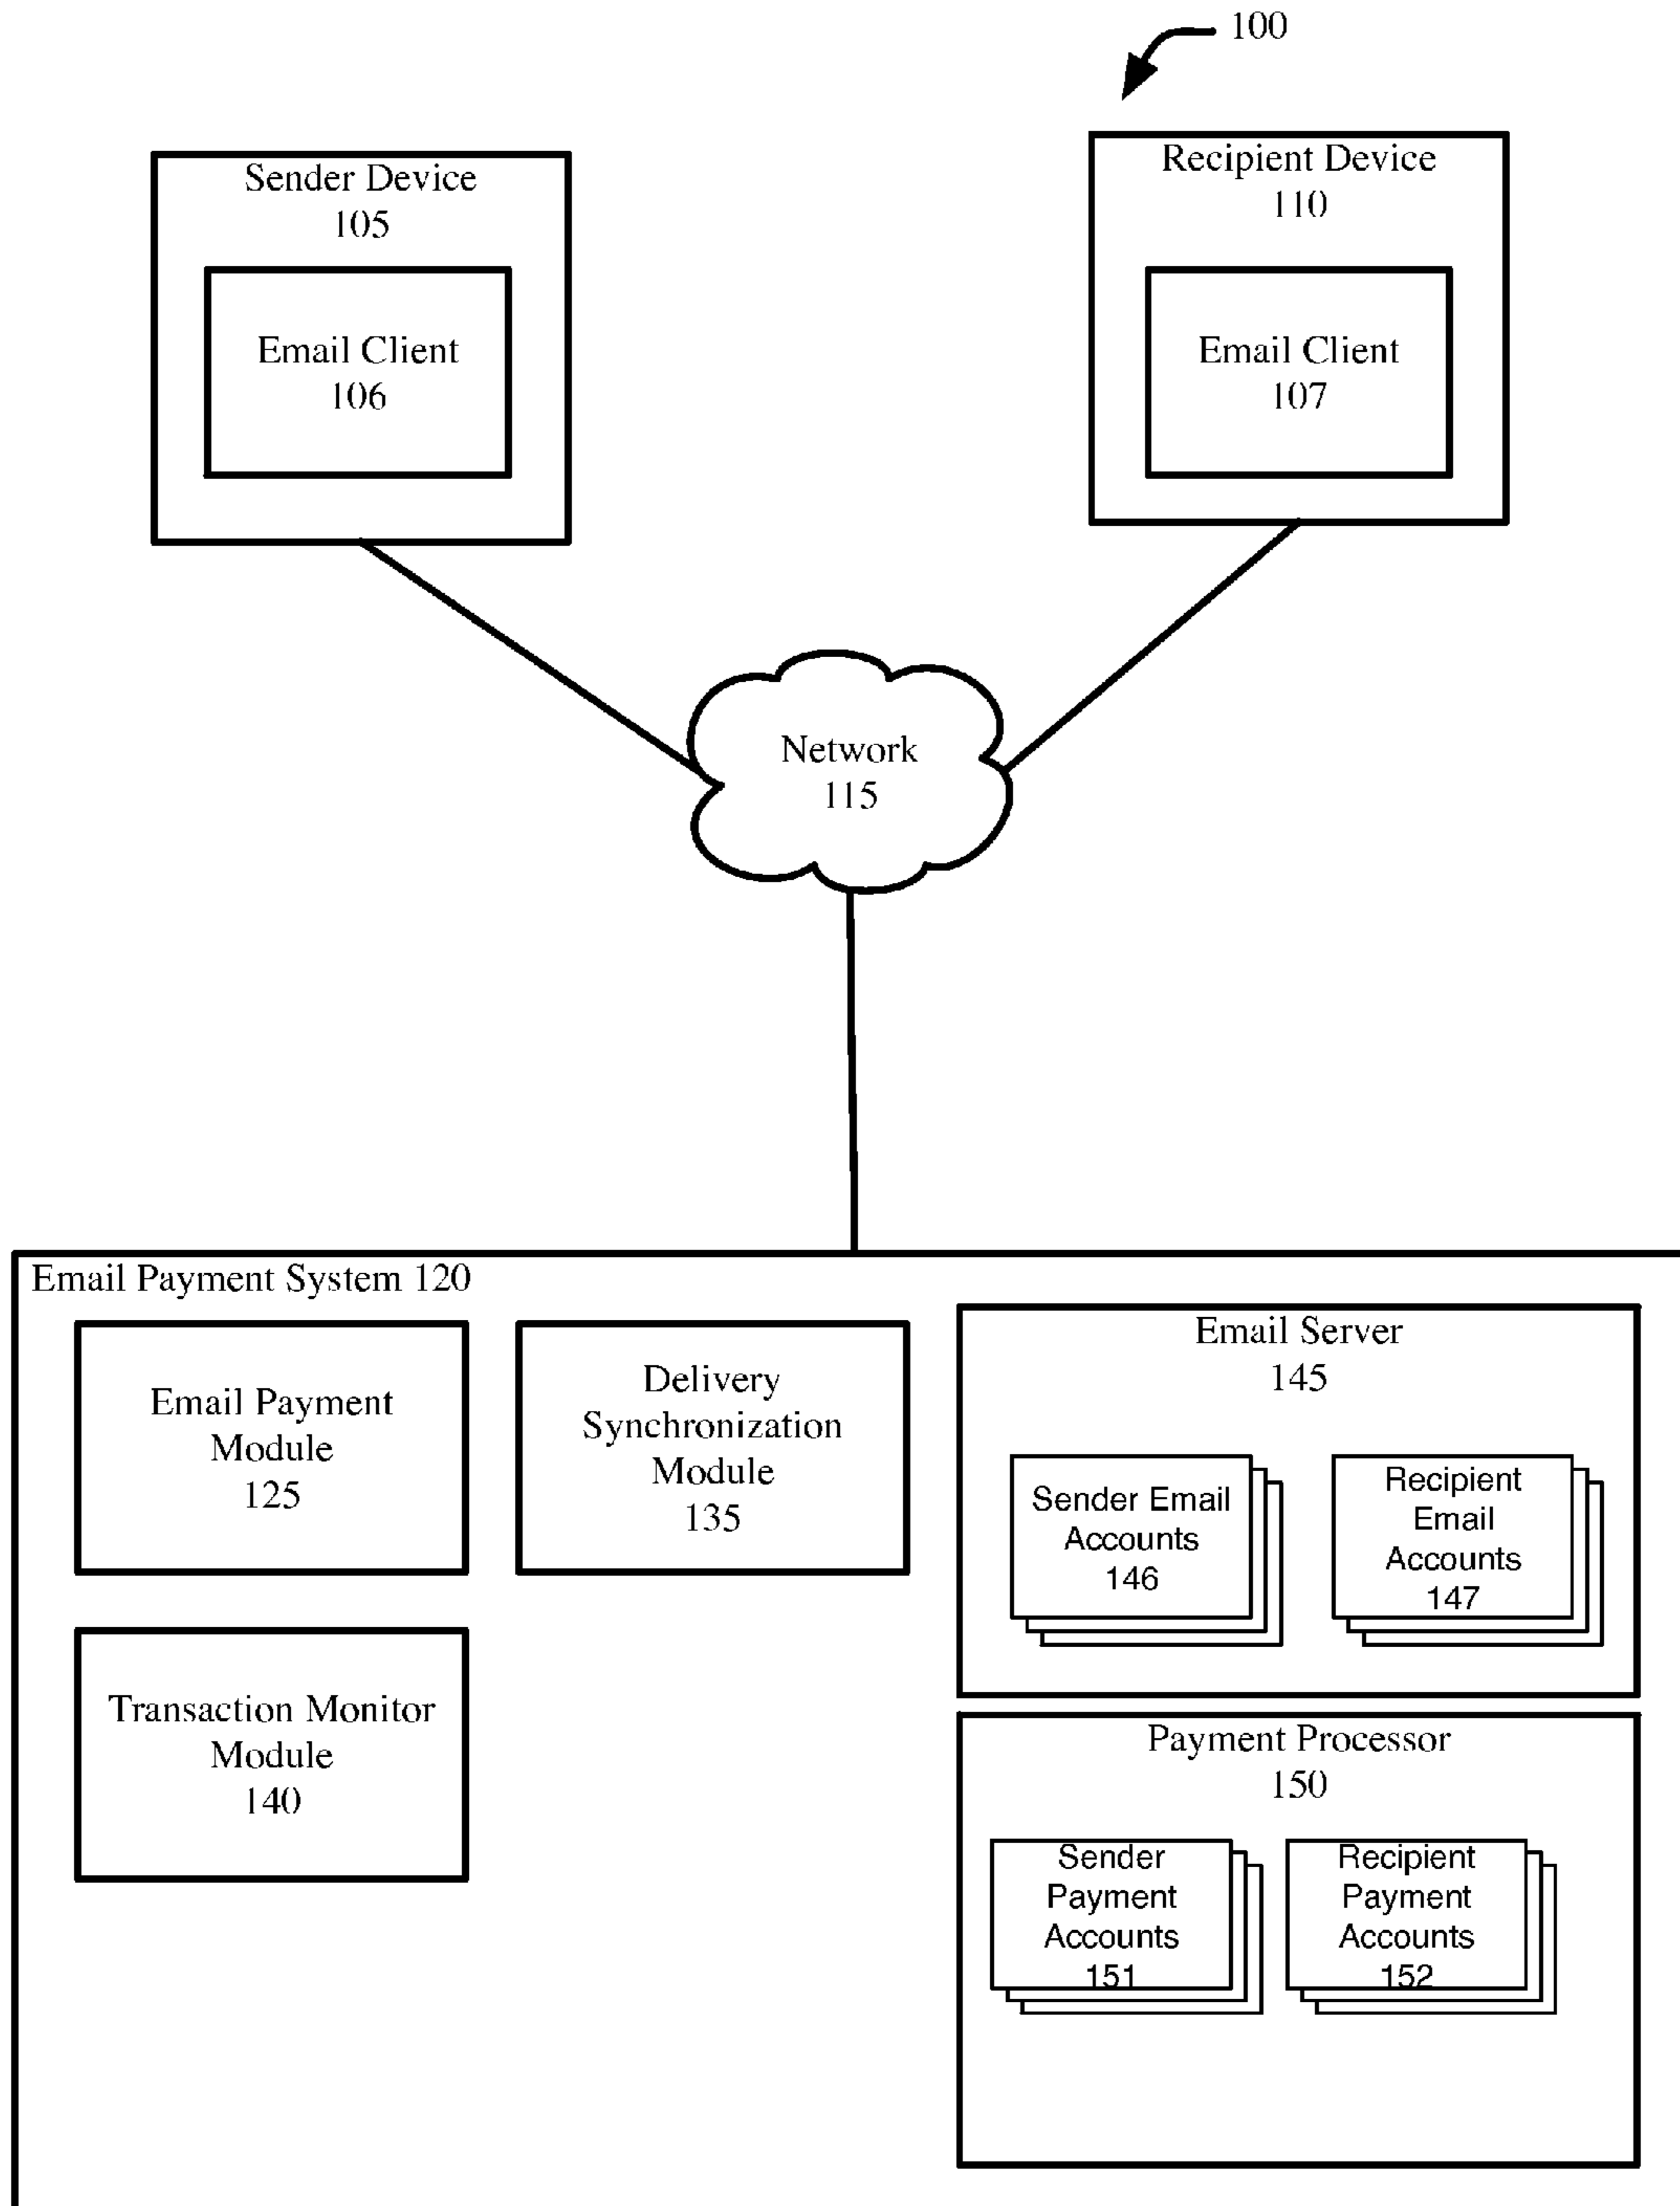 100
Sender Device
105
Email Client
106
Recipient Device
110
Email Client
107
Network
115
Email Payment System 120
Email Payment
Module
125
Delivery
Synchronization
Module
135
Transaction Monitor
Module
140
Email Server
145
Sender Email
Accounts
146
Recipient
Email
Accounts
147
Payment Processor
150
Sender
Payment
Accounts
151
Recipient
Payment
Accounts
152